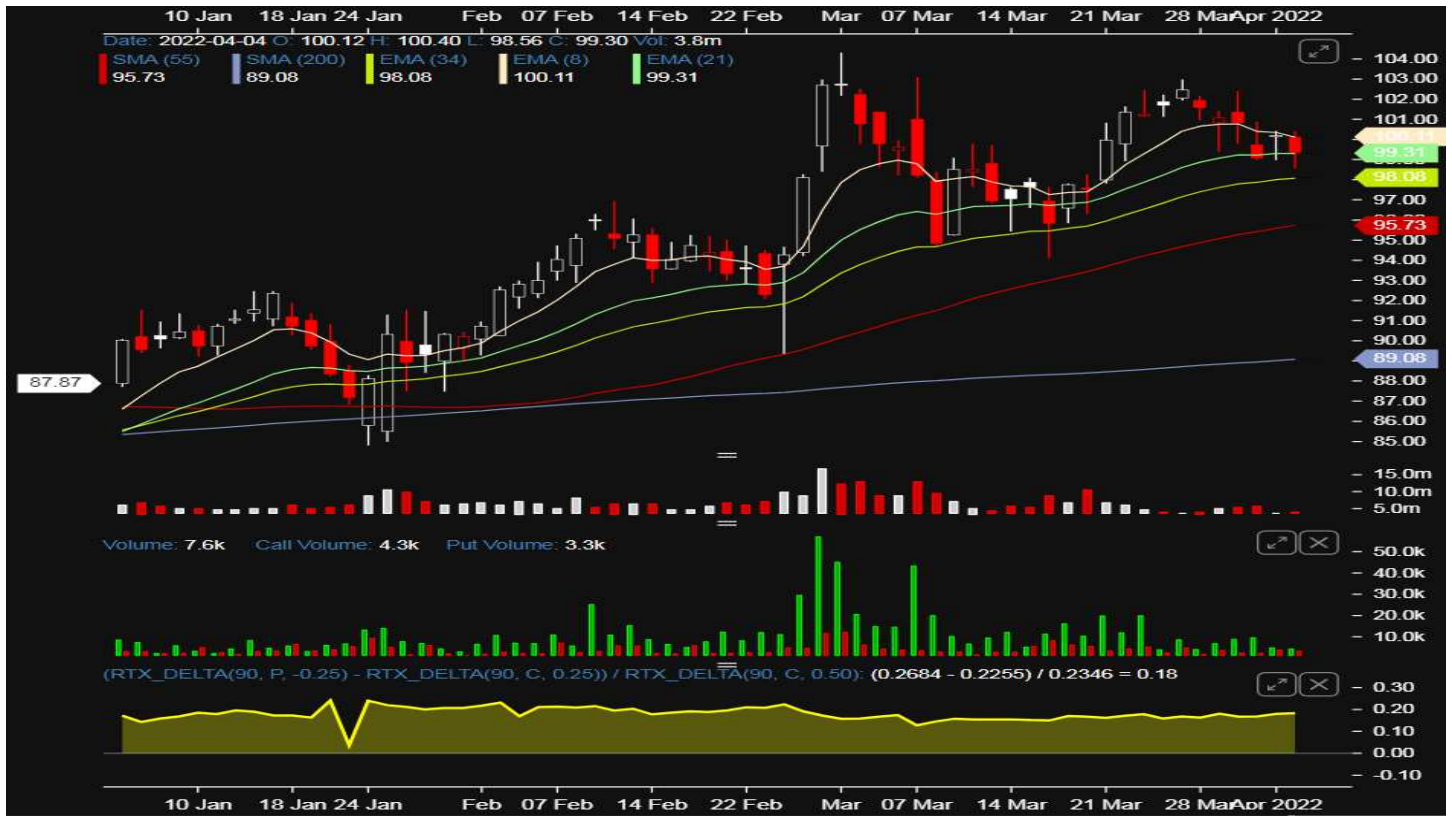 10 Jan 18 Jan 24 Jan Feb 07 Feb 14 Feb 22 Feb Mar 07 Mar 14 Mar 21 Mar 28 Mar Apr 2022
Date: 2022-04-04 O: 100.12 H: 100.40 L: 98.56 C: 99.30 Vol: 3.8m
SMA (55) SMA (200) EMA (34) EMA (8) EMA (21)
95.73 89.08 98.08 100.11 99.31
104.00
103.00
102.00
101.00
100.11
99.31
98.08
97.00
95.73
95.00
94.00
93.00
92.00
91.00
90.00
89.08
87.87
88.00
87.00
86.00
85.00
15.0m
10.0m
5.0m
Volume: 7.6k Call Volume: 4.3k Put Volume: 3.3k
50.0k
40.0k
30.0k
20.0k
10.0k
(RTX_DELTA(90, P, -0.25) - RTX_DELTA(90, C, 0.25)) / RTX_DELTA(90, C, 0.50): (0.2684 - 0.2255) / 0.2346 = 0.18
0.30
0.20
0.10
0.00
-0.10
10 Jan 18 Jan 24 Jan Feb 07 Feb 14 Feb 22 Feb Mar 07 Mar 14 Mar 21 Mar 28 Mar Apr 2022